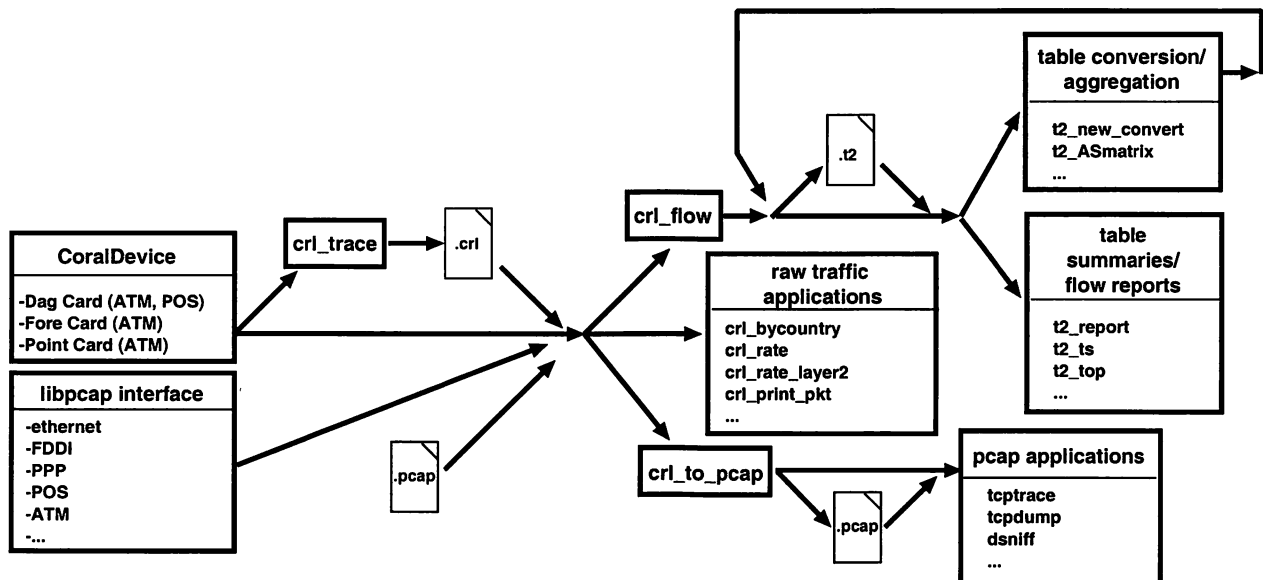 CoralDevice
-Dag Card (ATM, POS)
-Fore Card (ATM)
-Point Card (ATM)
libpcap interface
-ethernet
-FDDI
-PPP
-POS
-ATM
-...
crl_trace
.crl
.pcap
crl_flow
raw traffic
applications
crl_bycountry
crl_rate
crl_rate_layer2
crl_print_pkt
...
crl_to_pcap
.t2
.pcap
table conversion/
aggregation
t2_new_convert
t2_ASmatrix
...
table
summaries/
flow reports
t2_report
t2_ts
t2_top
...
pcap applications
tcptrace
tcpdump
dsniff
...